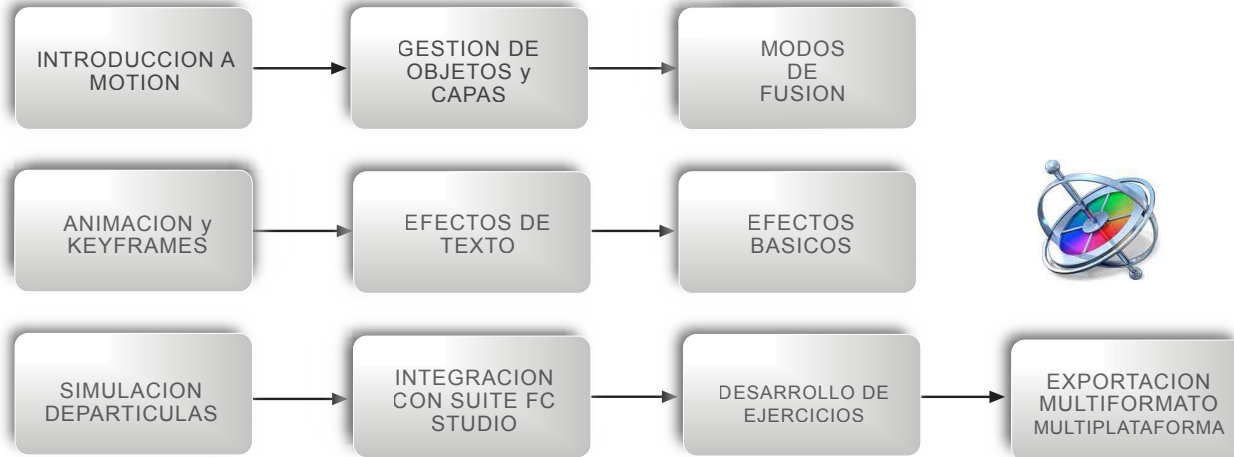 INTRODUCCION A
MOTION
GESTION DE
OBJETOS y
CAPAS
MODOS
DE
FUSION
ANIMACION y
KEYFRAMES
EFECTOS DE
TEXTO
EFECTOS
BASICOS
SIMULACION
DEPARTICULAS
INTEGRACION
CON SUITE FC
STUDIO
DESARROLLO DE
EJERCICIOS
EXPORTACION
MULTIFORMATO
MULTIPLATAFORMA